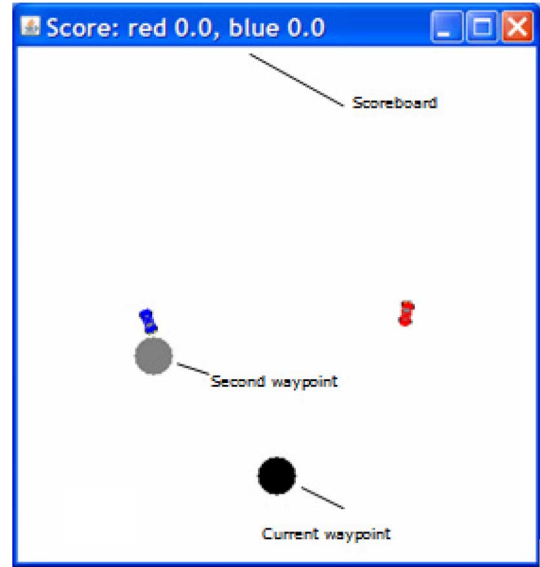 Score: red 0.0, blue 0.0
Scoreboard
Second waypoint
Current waypoint